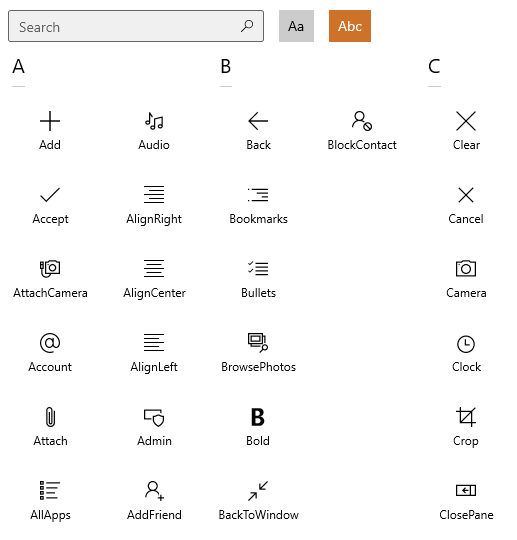 Search
Aa
Abc
A
B
C
Add
Audio
Back
BlockContact
Clear
Accept
AlignRight
Bookmarks
Cancel
AttachCamera
AlignCenter
Bullets
Camera
Account
AlignLeft
BrowsePhotos
Clock
Attach
Admin
B
Bold
Crop
AllApps
AddFriend
BackToWindow
ClosePane